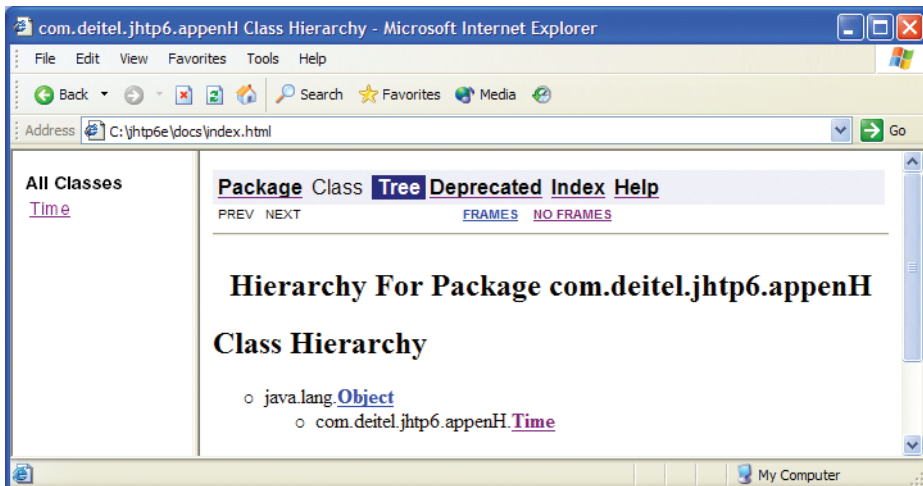 com.deitel.jhtp6.appenH Class Hierarchy - Microsoft Internet Explorer
File Edit View Favorites Tools Help
Back Search Favorites Media
Address C:\jhtp6e\docs\index.html Go
All Classes
Time
Package Class Tree Deprecated Index Help
PREV NEXT FRAMES NO FRAMES
Hierarchy For Package com.deitel.jhtp6.appenH
Class Hierarchy
java.lang.Object
com.deitel.jhtp6.appenH.Time
My Computer